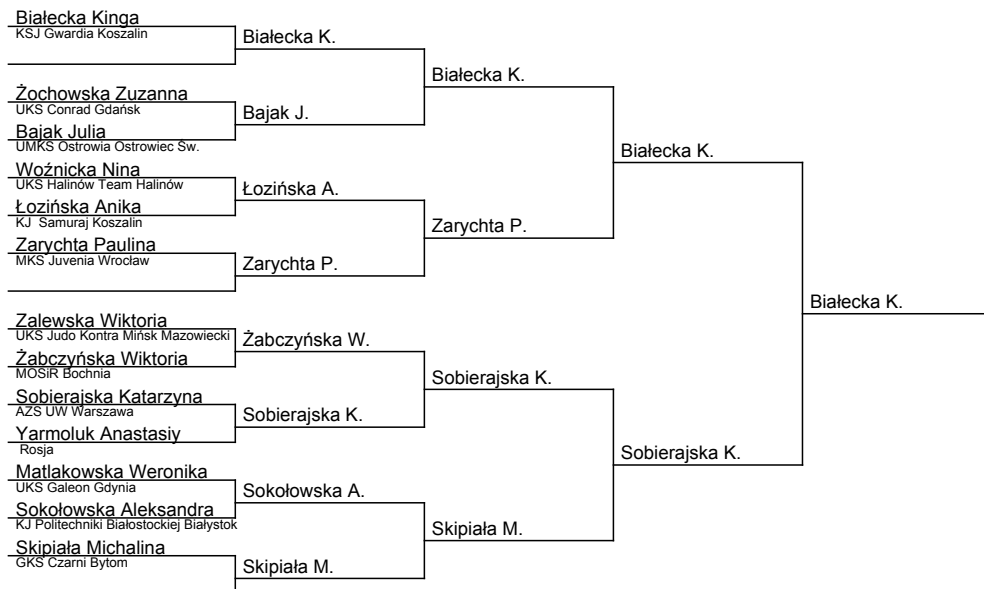 Białecka Kinga
KSJ Gwardia Koszalin
Białecka K.
Białecka K.
Żochowska Zuzanna
UKS Conrad Gdańsk
Bajak J.
Bajak Julia
UMKS Ostrowia Ostrowiec Św.
Białecka K.
Woźnicka Nina
UKS Halinów Team Halinów
Łozińska A.
Łozińska Anika
KJ  Samuraj Koszalin
Zarychta P.
Zarychta Paulina
MKS Juvenia Wrocław
Zarychta P.
Białecka K.
Zalewska Wiktoria
UKS Judo Kontra Mińsk Mazowiecki
Żabczyńska W.
Żabczyńska Wiktoria
MOSiR Bochnia
Sobierajska K.
Sobierajska Katarzyna
AZS UW Warszawa
Sobierajska K.
Yarmoluk Anastasiy
Rosja
Sobierajska K.
Matlakowska Weronika
UKS Galeon Gdynia
Sokołowska A.
Sokołowska Aleksandra
KJ Politechniki Białostockiej Białystok
Skipiała M.
Skipiała Michalina
GKS Czarni Bytom
Skipiała M.